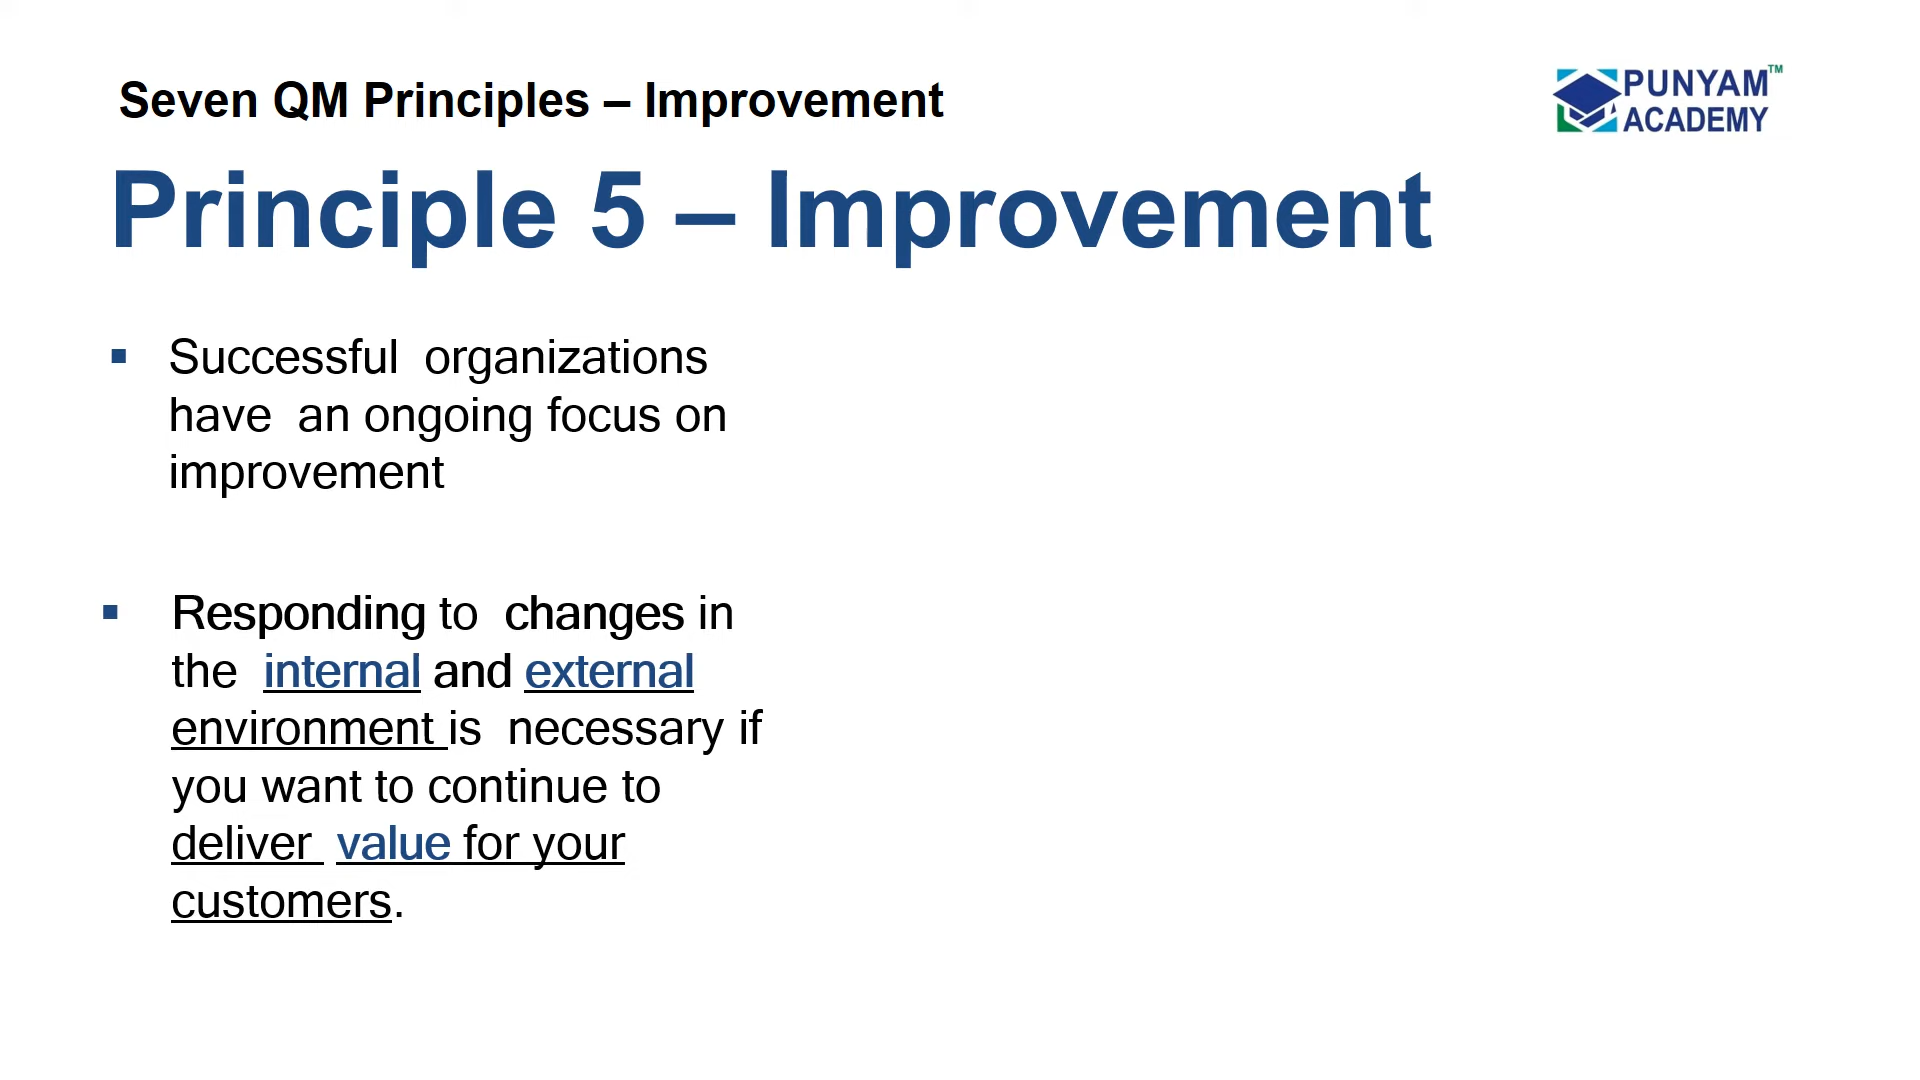 Seven QM Principles – Improvement
PUNYAM™
ACADEMY
Principle 5 – Improvement
▪ Successful organizations
have an ongoing focus on
improvement
▪ Responding to changes in
the internal and external
environment is necessary if
you want to continue to
deliver value for your
customers.